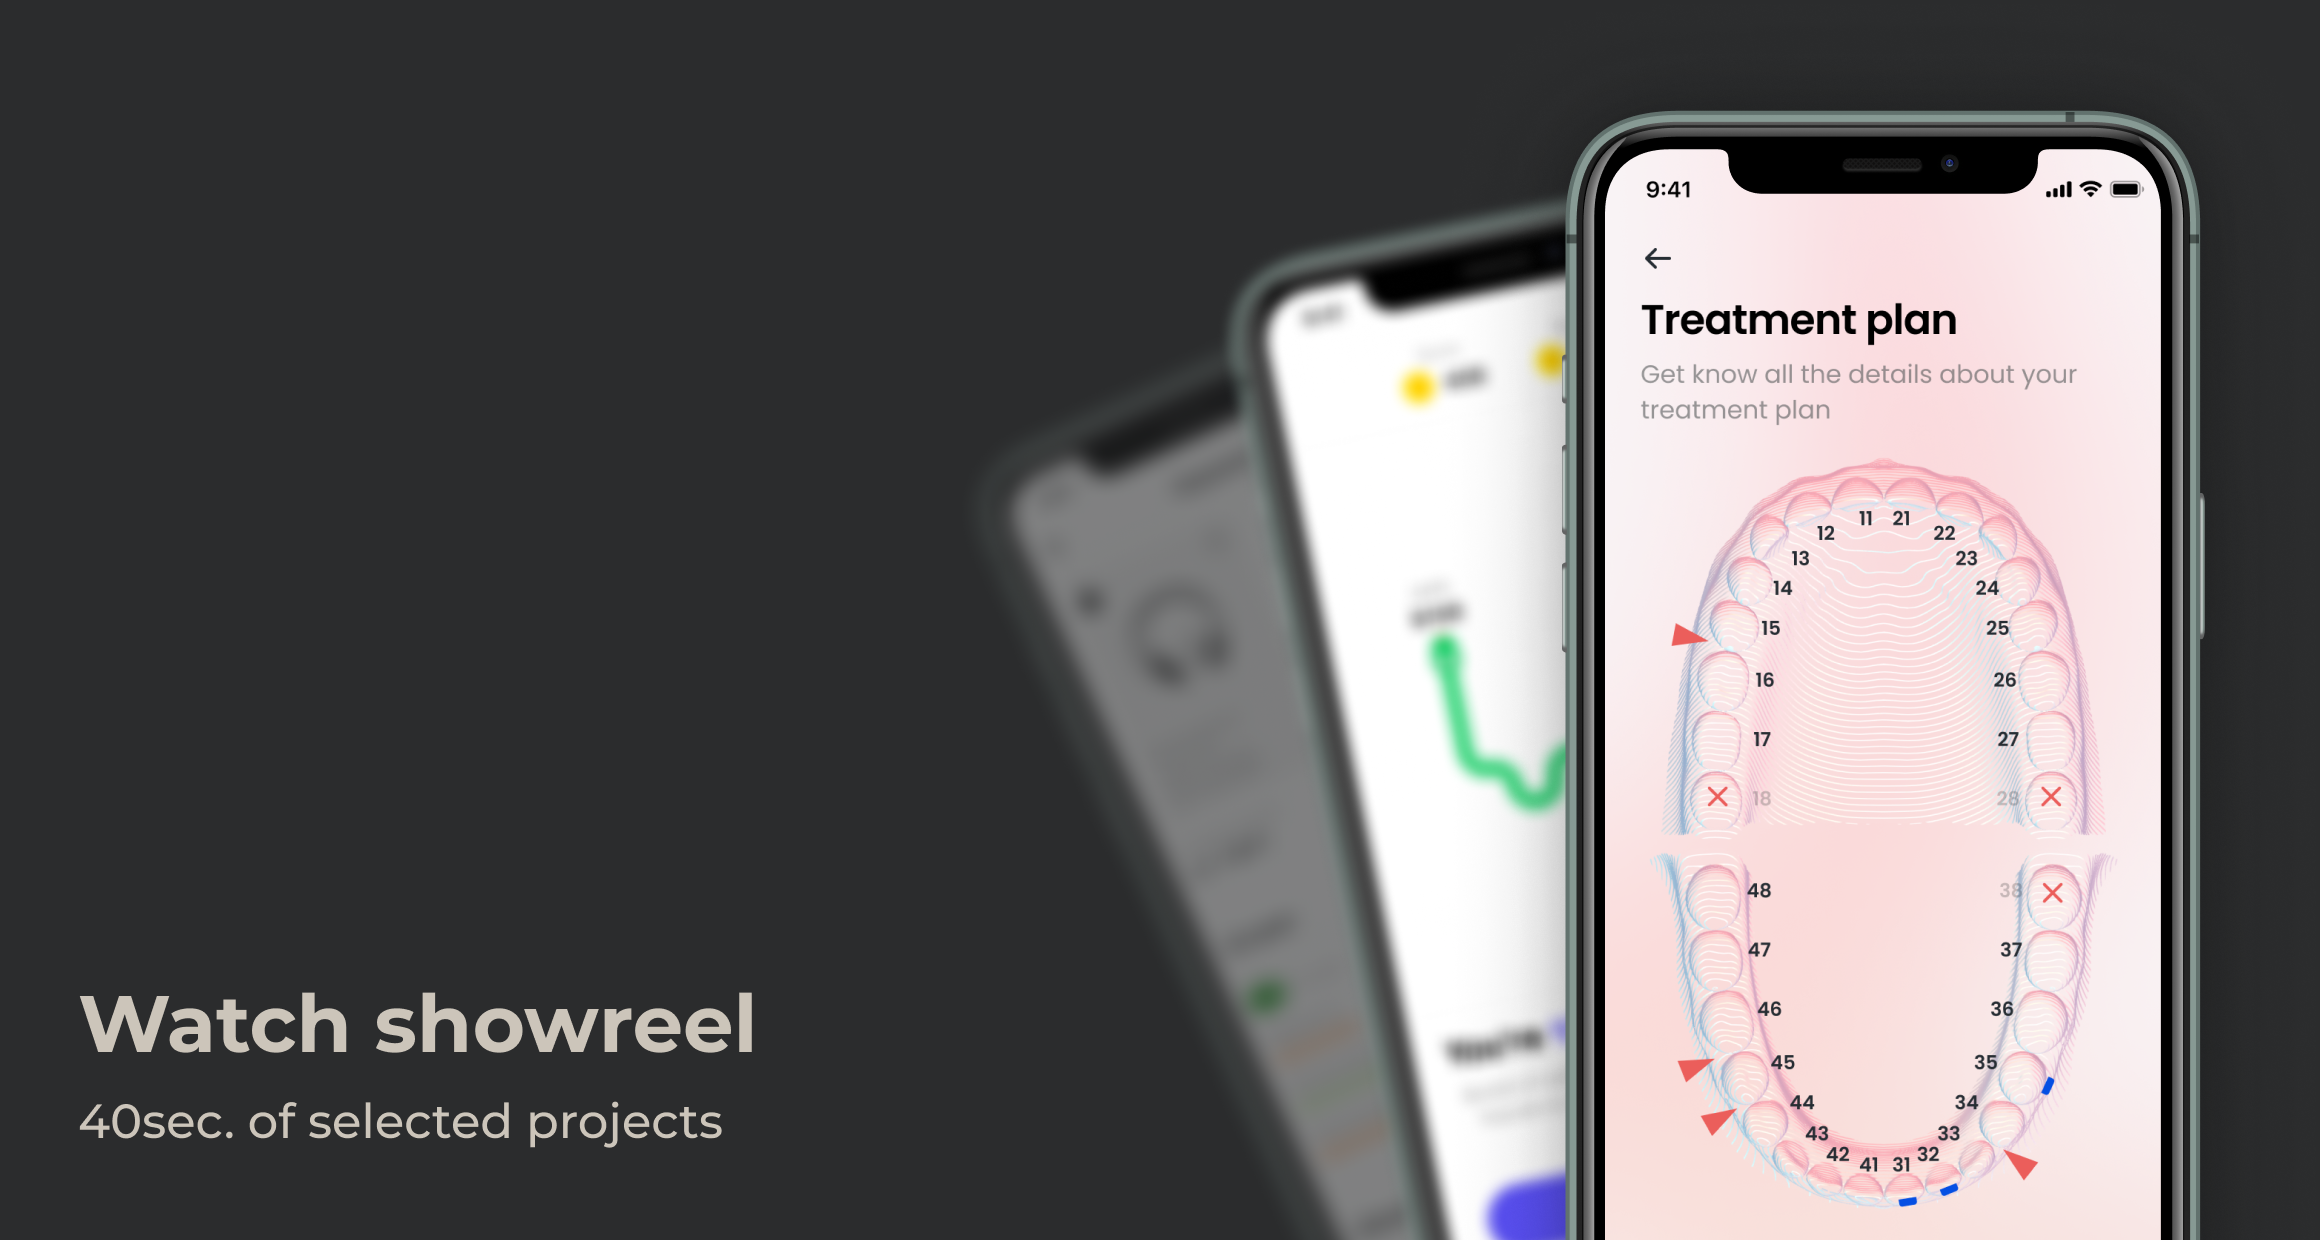 Watch showreel
40sec. of selected projects
You're
9:41
Treatment plan
Get know all the details about your
treatment plan
11 21
12 22
13 23
14 24
15 25
16 26
17 27
18 28
48 38
47 37
46 36
45 35
44 34
43 33
42 41 31 32